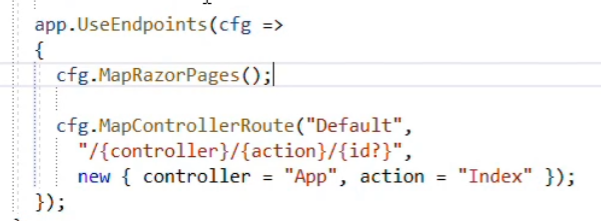 app.UseEndpoints(cfg =>
{
cfg.MapRazorPages();
cfg.MapControllerRoute("Default",
"/{controller}/{action}/{id?}",
new { controller = "App", action = "Index" });
});